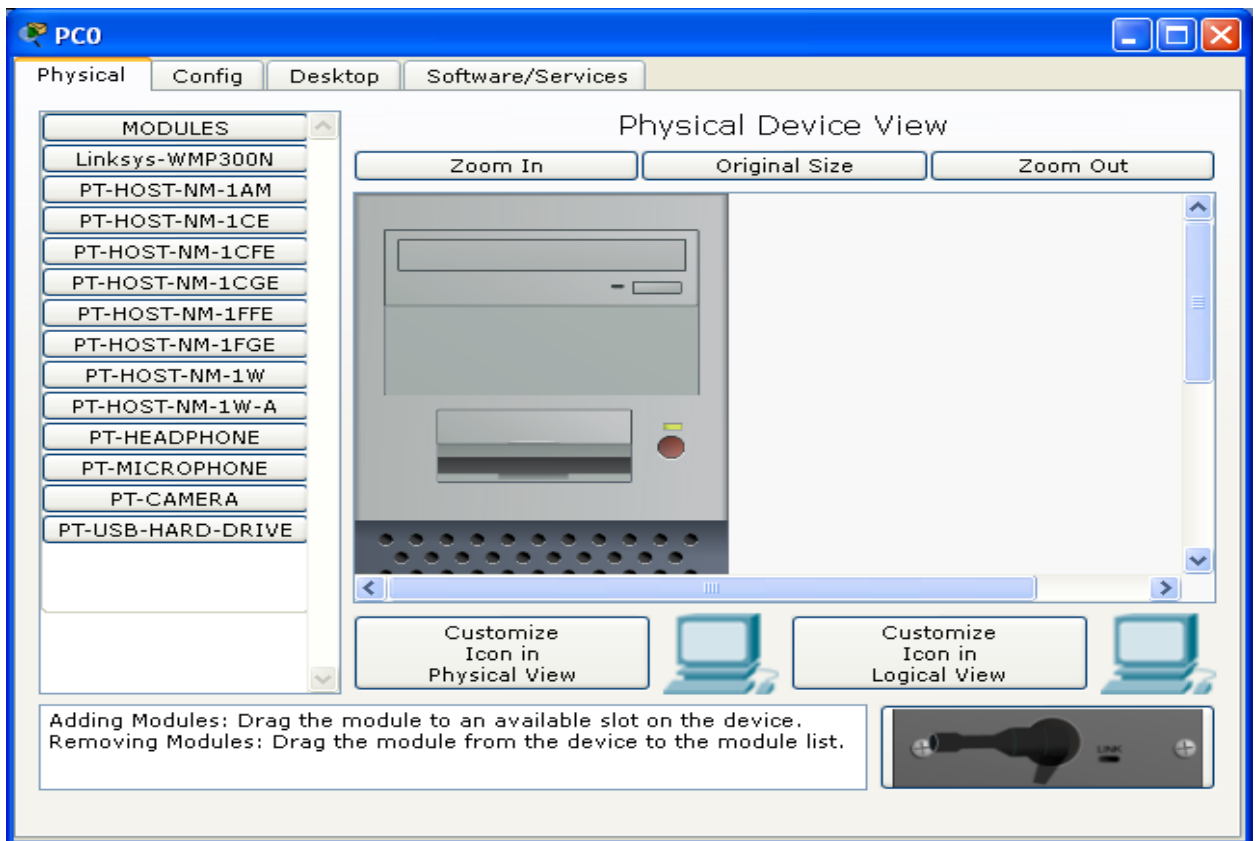 PC0
Physical
Config
Desktop
Software/Services
MODULES
Linksys-WMP300N
PT-HOST-NM-1AM
PT-HOST-NM-1CE
PT-HOST-NM-1CFE
PT-HOST-NM-1CGE
PT-HOST-NM-1FFE
PT-HOST-NM-1FGE
PT-HOST-NM-1W
PT-HOST-NM-1W-A
PT-HEADPHONE
PT-MICROPHONE
PT-CAMERA
PT-USB-HARD-DRIVE
Physical Device View
Zoom In
Original Size
Zoom Out
Customize
Icon in
Physical View
Customize
Icon in
Logical View
Adding Modules: Drag the module to an available slot on the device.
Removing Modules: Drag the module from the device to the module list.
LINK